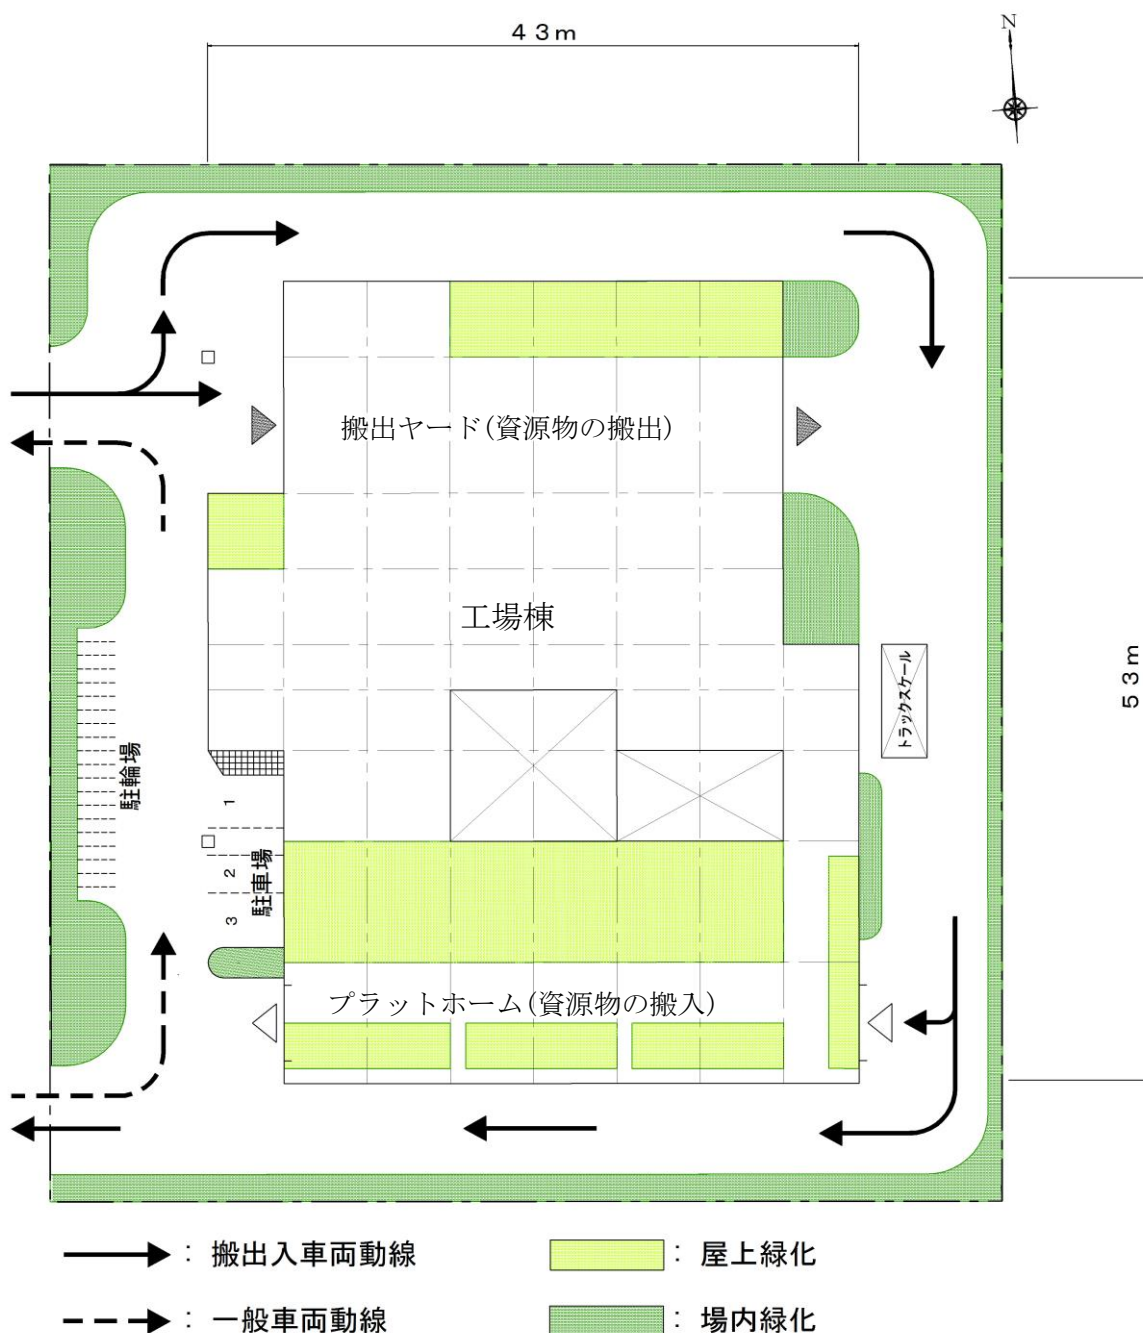 ４３ｍ
N
搬出ヤード(資源物の搬出)
工場棟
トラックスケール
５３ｍ
駐輪場
1
2
3
駐車場
プラットホーム(資源物の搬入)
： 搬出入車両動線
： 屋上緑化
： 一般車両動線
： 場内緑化